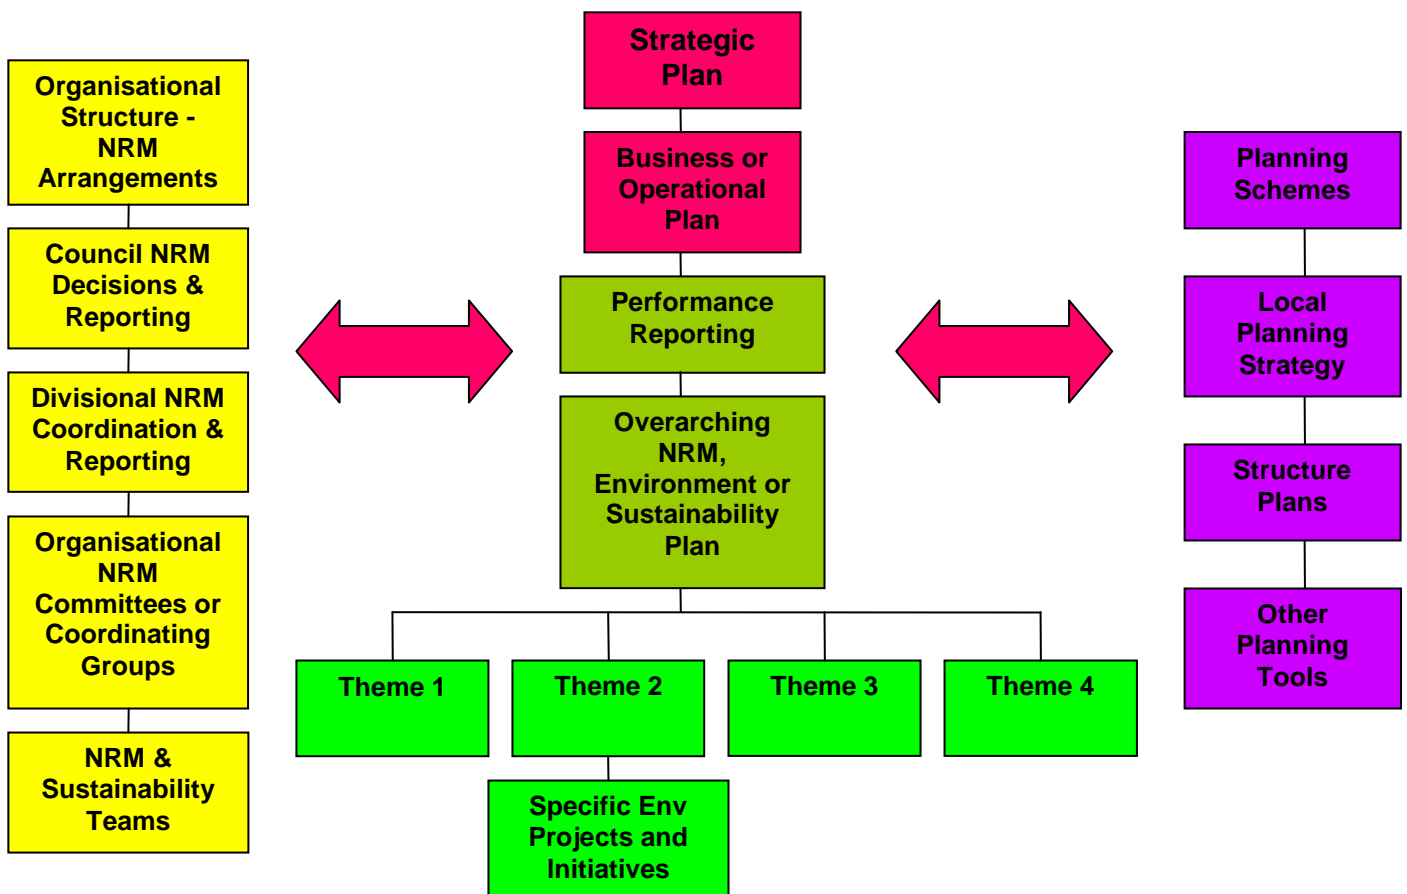 Organisational
Structure -
NRM
Arrangements
Council NRM
Decisions &
Reporting
Divisional NRM
Coordination &
Reporting
Organisational
NRM
Committees or
Coordinating
Groups
NRM &
Sustainability
Teams
Strategic
Plan
Business or
Operational
Plan
Performance
Reporting
Overarching
NRM,
Environment or
Sustainability
Plan
Theme 1
Theme 2
Theme 3
Theme 4
Specific Env
Projects and
Initiatives
Planning
Schemes
Local
Planning
Strategy
Structure
Plans
Other
Planning
Tools